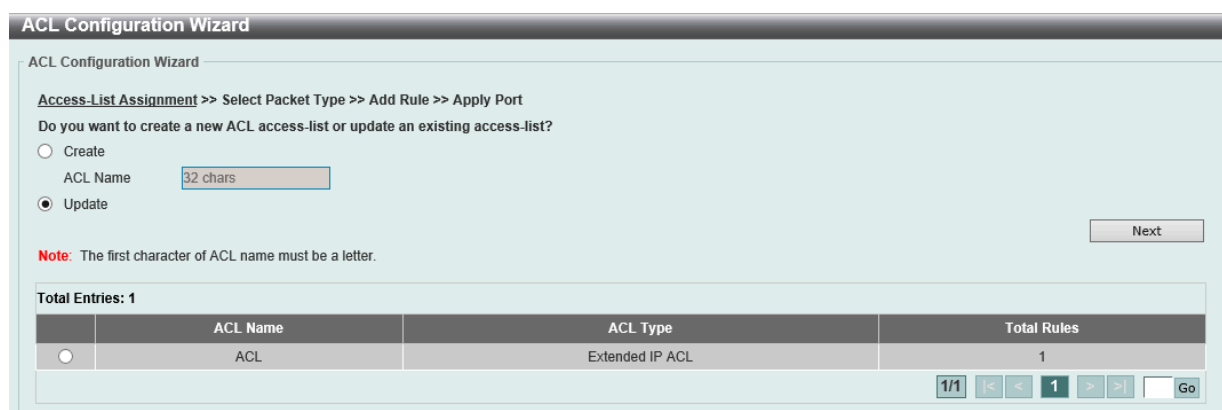 ACL Configuration Wizard
ACL Configuration Wizard
Access-List Assignment >> Select Packet Type >> Add Rule >> Apply Port
Do you want to create a new ACL access-list or update an existing access-list?
Create
ACL Name 32 chars
Update
Next
Note: The first character of ACL name must be a letter.
Total Entries: 1
ACL Name ACL Type Total Rules
ACL Extended IP ACL 1
1/1 |< < 1 > >| Go